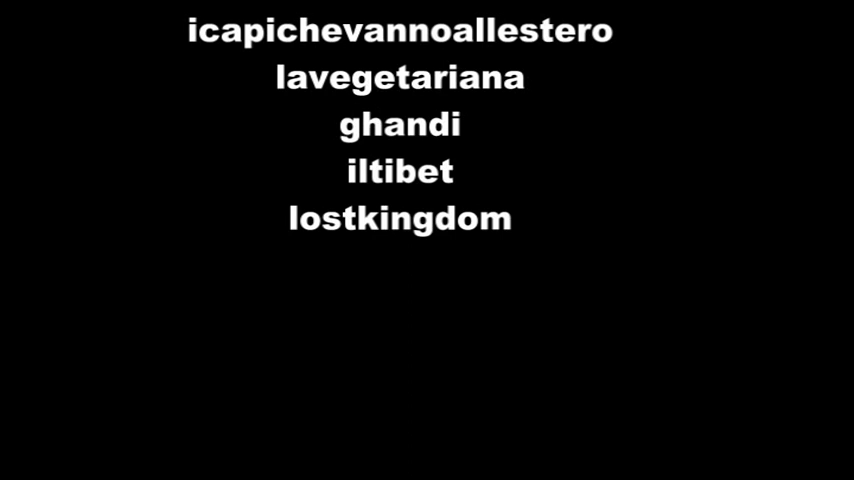 icapichevannoallestero
lavegetariana
ghandi
iltibet
lostkingdom